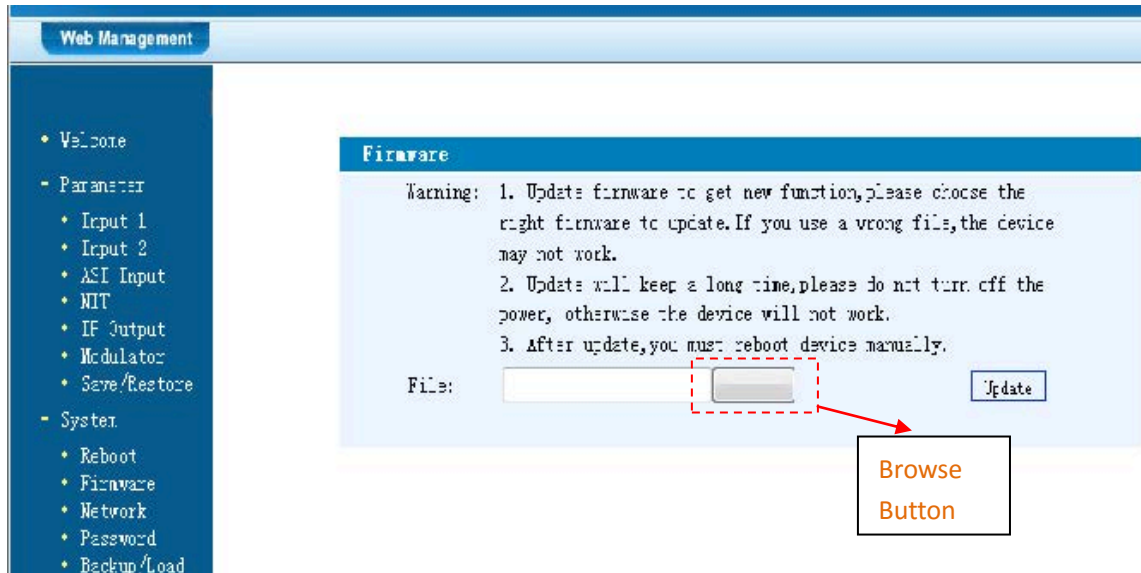 Web Management
Welcome
Parameter
Input 1
Input 2
ASI Input
NIT
IF Output
Modulator
Save/Restore
System
Reboot
Firmware
Network
Password
Backup/Load
Firmware
Warning: 1. Update firmware to get new function,please choose the
right firmware to update.If you use a wrong file,the device
may not work.
2. Update will keep a long time,please do not turn off the
power, otherwise the device will not work.
3. After update,you must reboot device manually.
File:
Update
Browse
Button